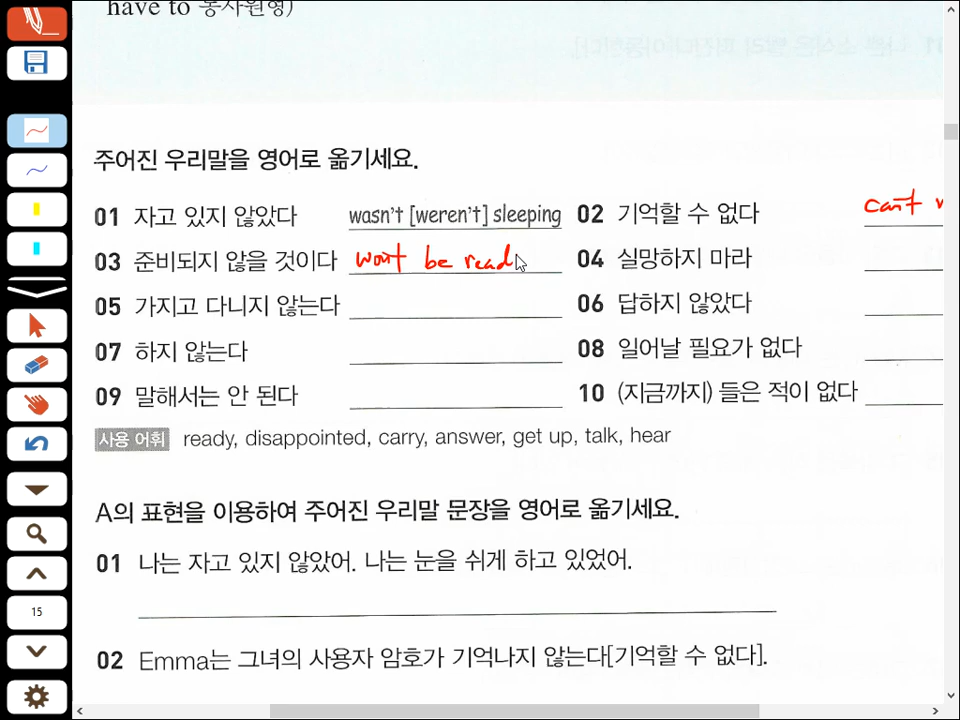 have to 동사원형)
주어진 우리말을 영어로 옮기세요.
01 자고 있지 않았다 wasn't [weren't] sleeping 02 기억할 수 없다 can't
03 준비되지 않을 것이다 won't be read 04 실망하지 마라
05 가지고 다니지 않는다 06 답하지 않았다
07 하지 않는다 08 일어날 필요가 없다
09 말해서는 안 된다 10 (지금까지) 들은 적이 없다
사용 어휘 ready, disappointed, carry, answer, get up, talk, hear
A의 표현을 이용하여 주어진 우리말 문장을 영어로 옮기세요.
01 나는 자고 있지 않았어. 나는 눈을 쉬게 하고 있었어.
15
02 Emma는 그녀의 사용자 암호가 기억나지 않는다[기억할 수 없다].